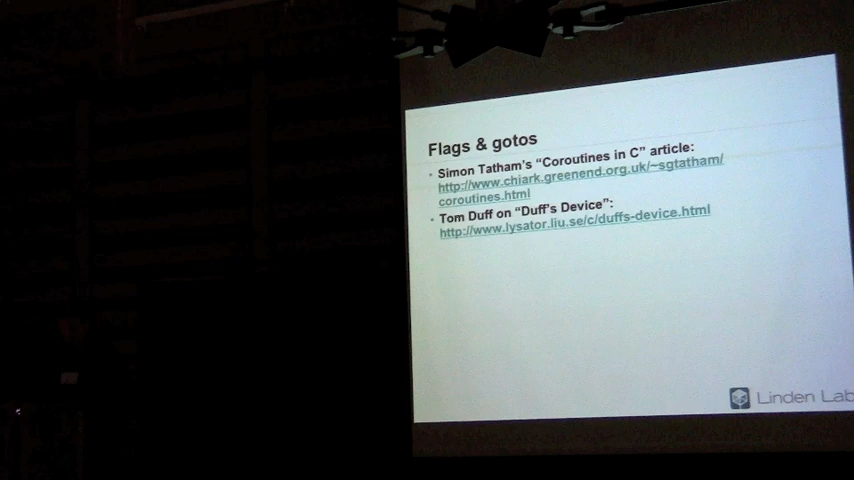 Flags & gotos
• Simon Tatham's "Coroutines in C" article:
http://www.chiark.greenend.org.uk/~sgtatham/
coroutines.html
• Tom Duff on "Duff's Device":
http://www.lysator.liu.se/c/duffs-device.html
Linden Lab